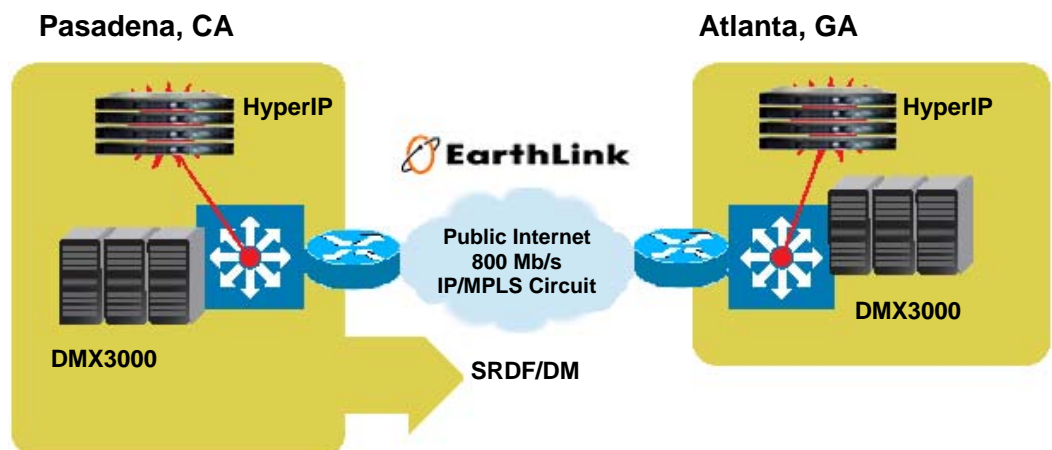 Pasadena, CA
Atlanta, GA
HyperIP
HyperIP
EarthLink
Public Internet
800 Mb/s
IP/MPLS Circuit
DMX3000
DMX3000
SRDF/DM